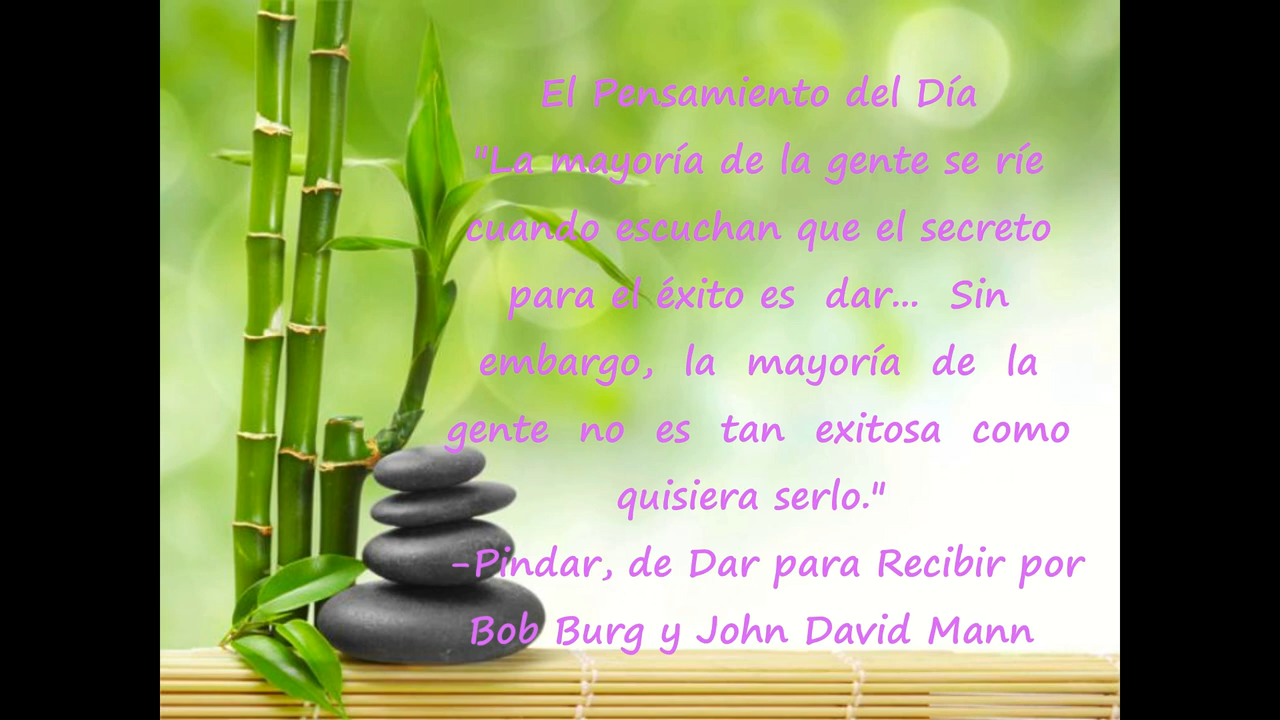 El Pensamiento del Día
"La mayoría de la gente se ríe
cuando escuchan que el secreto
para el éxito es dar... Sin
embargo, la mayoría de la
gente no es tan exitosa como
quisiera serlo."
-Pindar, de Dar para Recibir por
Bob Burg y John David Mann